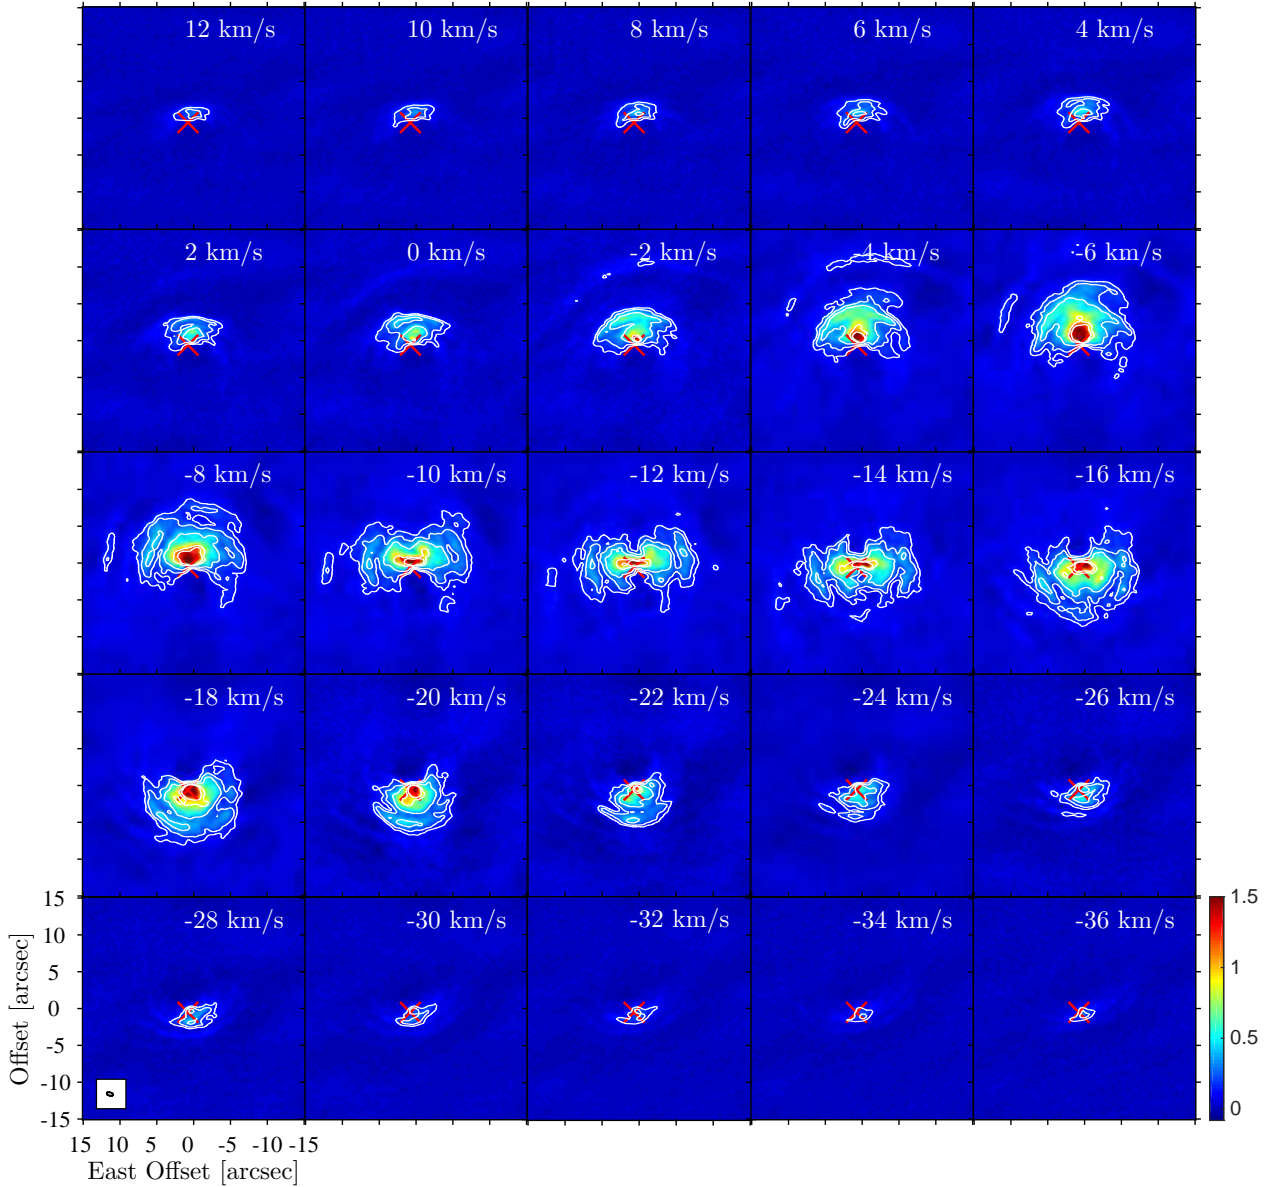 12 km/s 10 km/s 8 km/s 6 km/s 4 km/s
2 km/s 0 km/s -2 km/s -4 km/s -6 km/s
-8 km/s -10 km/s -12 km/s -14 km/s -16 km/s
-18 km/s -20 km/s -22 km/s -24 km/s -26 km/s
-28 km/s -30 km/s -32 km/s -34 km/s -36 km/s
15
10
5
0
-5
-10
-15
Offset [arcsec]
15 10 5 0 -5 -10 -15
East Offset [arcsec]
1.5
1
0.5
0